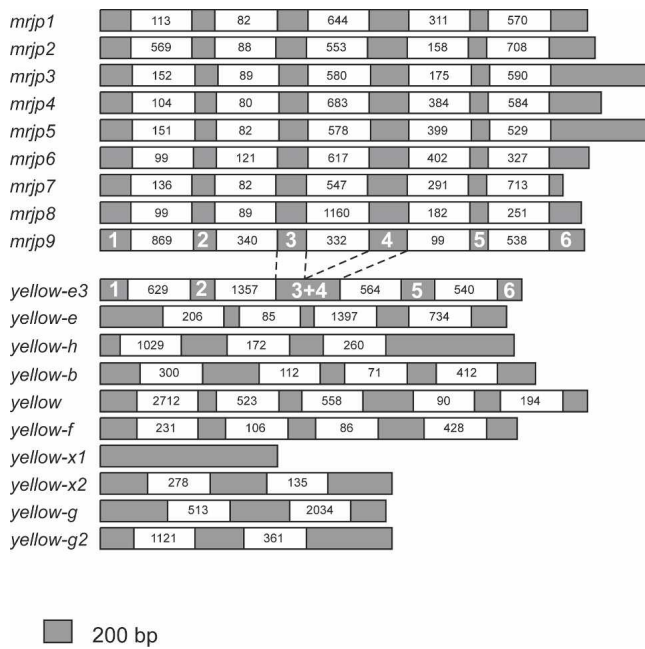 mrjp1 113 82 644 311 570
mrjp2 569 88 553 158 708
mrjp3 152 89 580 175 590
mrjp4 104 80 683 384 584
mrjp5 151 82 578 399 529
mrjp6 99 121 617 402 327
mrjp7 136 82 547 291 713
mrjp8 99 89 1160 182 251
mrjp9 1 869 2 340 3 332 4 99 5 538 6
yellow-e3 1 629 2 1357 3+4 564 5 540 6
yellow-e 206 85 1397 734
yellow-h 1029 172 260
yellow-b 300 112 71 412
yellow 2712 523 558 90 194
yellow-f 231 106 86 428
yellow-x1
yellow-x2 278 135
yellow-g 513 2034
yellow-g2 1121 361
200 bp